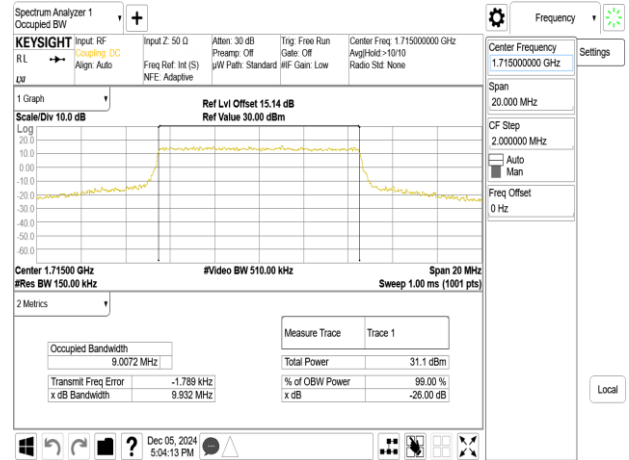 Spectrum Analyzer 1
Occupied BW
Frequency
KEYSIGHT
RL
LXI
Input: RF
Coupling: DC
Align: Auto
Input Z: 50 Ω
Freq Ref: Int (S)
NFE: Adaptive
Atten: 30 dB
Preamp: Off
µW Path: Standard
Trig: Free Run
Gate: Off
#IF Gain: Low
Center Freq: 1.715000000 GHz
Avg|Hold:>10/10
Radio Std: None
Center Frequency
1.715000000 GHz
Settings
Span
20.000 MHz
CF Step
2.000000 MHz
Auto
Man
Freq Offset
0 Hz
1 Graph
Scale/Div 10.0 dB
Ref Lvl Offset 15.14 dB
Ref Value 30.00 dBm
Log
20.0
10.0
0.00
-10.0
-20.0
-30.0
-40.0
-50.0
-60.0
Center 1.71500 GHz
#Res BW 150.00 kHz
#Video BW 510.00 kHz
Span 20 MHz
Sweep 1.00 ms (1001 pts)
2 Metrics
Measure Trace Trace 1
Occupied Bandwidth
9.0072 MHz
Total Power 31.1 dBm
Transmit Freq Error -1.789 kHz
% of OBW Power 99.00 %
x dB Bandwidth 9.932 MHz
x dB -26.00 dB
Local
?
Dec 05, 2024
5:04:13 PM